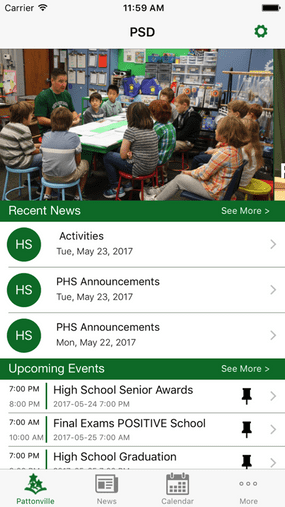 Carrier 11:59 AM
PSD
Recent News See More >
HS Activities
Tue, May 23, 2017
HS PHS Announcements
Tue, May 23, 2017
HS PHS Announcements
Mon, May 22, 2017
Upcoming Events See More >
7:00 PM High School Senior Awards
8:00 PM 2017-05-24 7:00 PM
7:00 AM Final Exams POSITIVE School
10:00 AM 2017-05-25 7:00 AM
7:00 PM High School Graduation
Pattonville News Calendar More